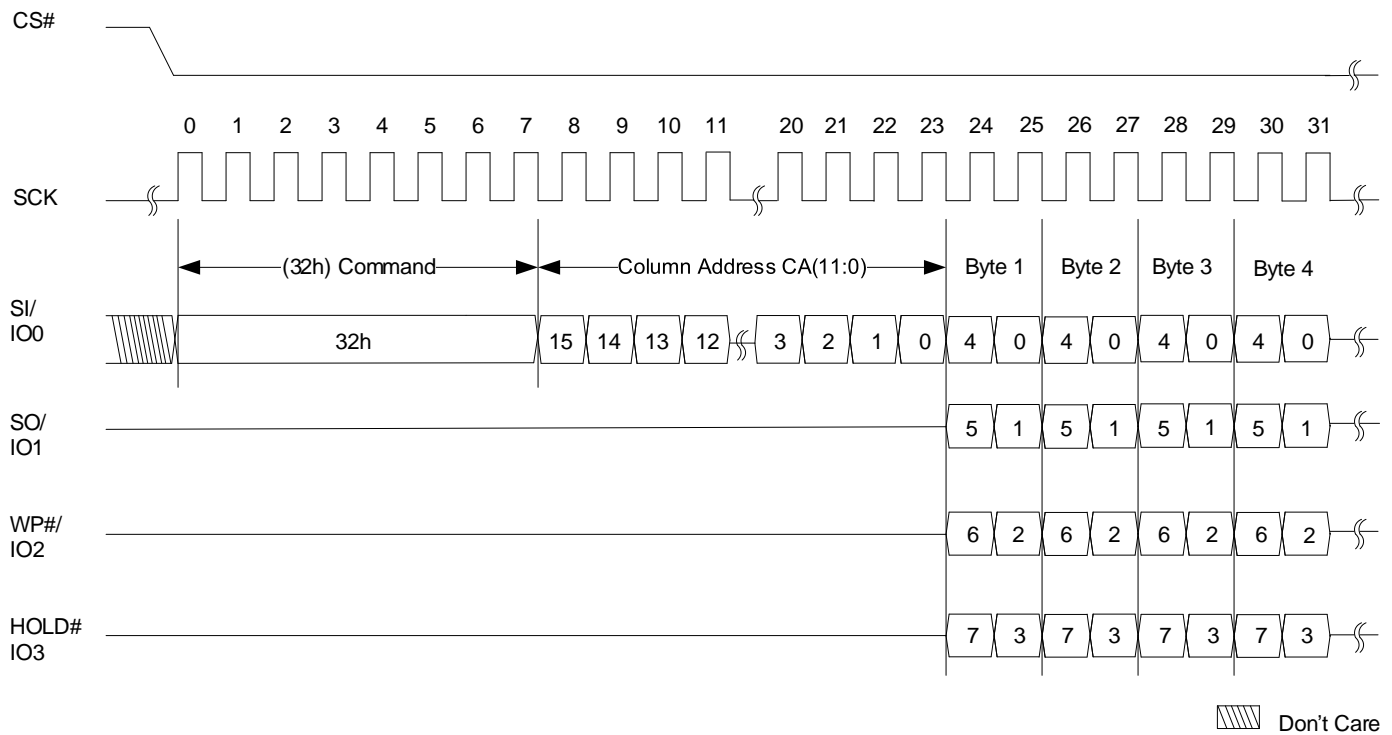 CS#
0 1 2 3 4 5 6 7 8 9 10 11 20 21 22 23 24 25 26 27 28 29 30 31
SCK
(32h) Command Column Address CA(11:0) Byte 1 Byte 2 Byte 3 Byte 4
SI/
IO0
32h 15 14 13 12 3 2 1 0 4 0 4 0 4 0 4 0
SO/
IO1
5 1 5 1 5 1 5 1
WP#/
IO2
6 2 6 2 6 2 6 2
HOLD#
IO3
7 3 7 3 7 3 7 3
Don't Care